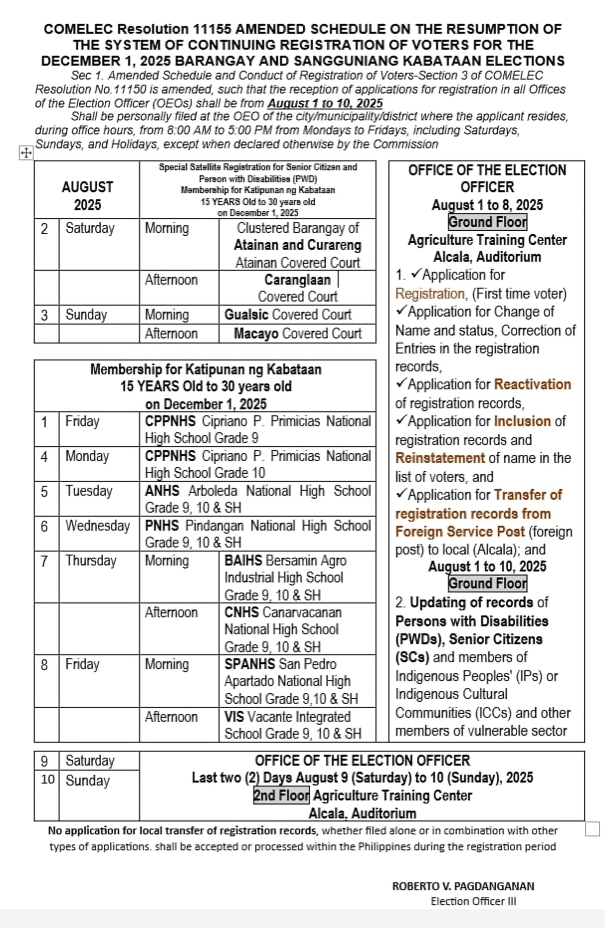 COMELEC Resolution 11155 AMENDED SCHEDULE ON THE RESUMPTION OF
THE SYSTEM OF CONTINUING REGISTRATION OF VOTERS FOR THE
DECEMBER 1, 2025 BARANGAY AND SANGGUNIANG KABATAAN ELECTIONS
Sec 1. Amended Schedule and Conduct of Registration of Voters-Section 3 of COMELEC
Resolution No.11150 is amended, such that the reception of applications for registration in all Offices
of the Election Officer (OEOs) shall be from August 1 to 10, 2025
Shall be personally filed at the OEO of the city/municipality/district where the applicant resides,
during office hours, from 8:00 AM to 5:00 PM from Mondays to Fridays, including Saturdays,
Sundays, and Holidays, except when declared otherwise by the Commission
AUGUST
2025
Special Satellite Registration for Senior Citizen and
Person with Disabilities (PWD)
Membership for Katipunan ng Kabataan
15 YEARS Old to 30 years old
on December 1, 2025
2 Saturday Morning Clustered Barangay of
Atainan and Curareng
Atainan Covered Court
Afternoon Caranglaan
Covered Court
3 Sunday Morning Gualsic Covered Court
Afternoon Macayo Covered Court
Membership for Katipunan ng Kabataan
15 YEARS Old to 30 years old
on December 1, 2025
1 Friday CPPNHS Cipriano P. Primicias National
High School Grade 9
4 Monday CPPNHS Cipriano P. Primicias National
High School Grade 10
5 Tuesday ANHS Arboleda National High School
Grade 9, 10 & SH
6 Wednesday PNHS Pindangan National High School
Grade 9, 10 & SH
7 Thursday Morning BAIHS Bersamin Agro
Industrial High School
Grade 9, 10 & SH
Afternoon CNHS Canarvacanan
National High School
Grade 9, 10 & SH
8 Friday Morning SPANHS San Pedro
Apartado National High
School Grade 9,10 & SH
Afternoon VIS Vacante Integrated
School Grade 9, 10 & SH
OFFICE OF THE ELECTION
OFFICER
August 1 to 8, 2025
Ground Floor
Agriculture Training Center
Alcala, Auditorium
1. ✓Application for
Registration, (First time voter)
✓Application for Change of
Name and status, Correction of
Entries in the registration
records,
✓Application for Reactivation
of registration records,
✓Application for Inclusion of
registration records and
Reinstatement of name in the
list of voters, and
✓Application for Transfer of
registration records from
Foreign Service Post (foreign
post) to local (Alcala); and
August 1 to 10, 2025
Ground Floor
2. Updating of records of
Persons with Disabilities
(PWDs), Senior Citizens
(SCs) and members of
Indigenous Peoples' (IPs) or
Indigenous Cultural
Communities (ICCs) and other
members of vulnerable sector
9 Saturday
10 Sunday
OFFICE OF THE ELECTION OFFICER
Last two (2) Days August 9 (Saturday) to 10 (Sunday), 2025
2nd Floor Agriculture Training Center
Alcala, Auditorium
No application for local transfer of registration records, whether filed alone or in combination with other
types of applications. shall be accepted or processed within the Philippines during the registration period
ROBERTO V. PAGDANGANAN
Election Officer III